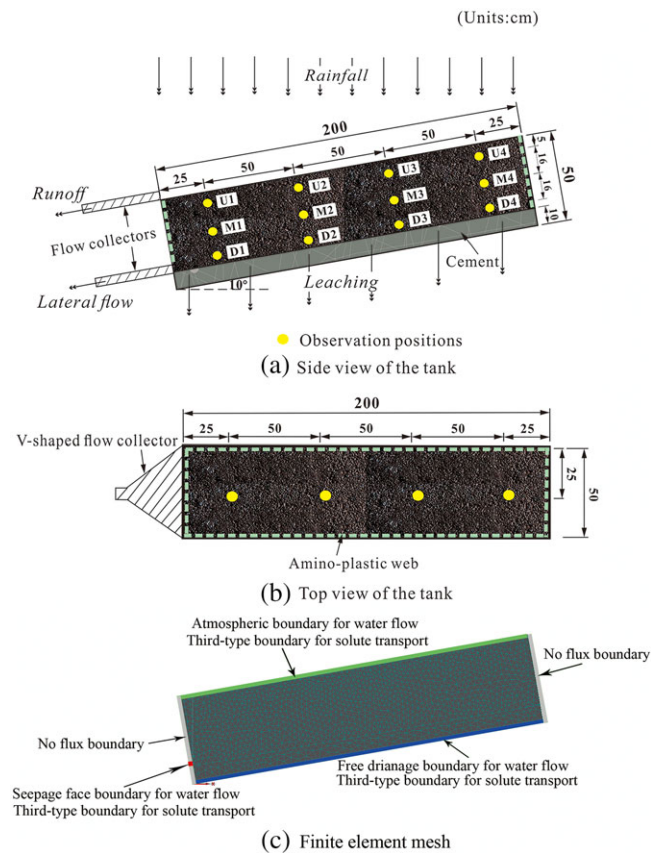 (Units:cm)
Rainfall
200
25
50
50
50
25
5
16
16
10
50
U1
U2
U3
U4
M1
M2
M3
M4
D1
D2
D3
D4
Runoff
Flow collectors
Lateral flow
10°
Leaching
Cement
Observation positions
(a) Side view of the tank
200
V-shaped flow collector
25
50
50
50
25
25
50
Amino-plastic web
(b) Top view of the tank
Atmospheric boundary for water flow
Third-type boundary for solute transport
No flux boundary
No flux boundary
Free drianage boundary for water flow
Third-type boundary for solute transport
Seepage face boundary for water flow
Third-type boundary for solute transport
(c) Finite element mesh